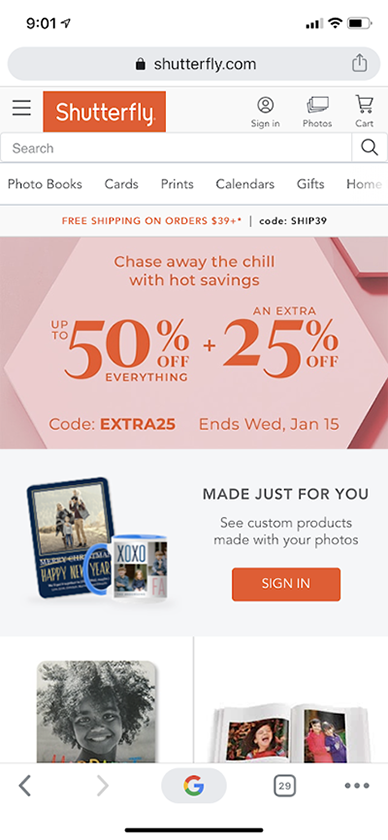 9:01
shutterfly.com
Shutterfly
Sign in
Photos
Cart
Search
Photo Books Cards Prints Calendars Gifts Home
FREE SHIPPING ON ORDERS $39+* | code: SHIP39
Chase away the chill
with hot savings
UP TO 50% OFF EVERYTHING + AN EXTRA 25% OFF
Code: EXTRA25 Ends Wed, Jan 15
MERRY CHRISTMAS
HAPPY NEW YEAR
XOXO
FA
MADE JUST FOR YOU
See custom products
made with your photos
SIGN IN
29